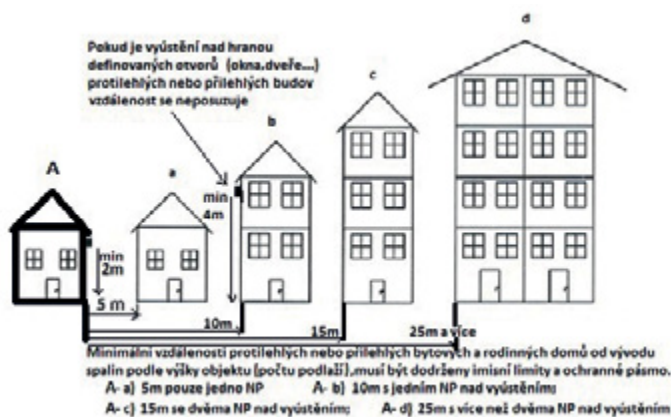 d
Pokud je vyústění nad hranou
definovaných otvorů (okna,dveře...)
protilehlých nebo přilehlých budov
vzdálenost se neposuzuje
c
b
A
a
min
4m
min
2m
5 m
10m
15m
25m a více
Minimální vzdálenosti protilehlých nebo přilehlých bytových a rodinných domů od vývodu
spalin podle výšky objektu (počtu podlaží),musí být dodrženy imisní limity a ochranné pásmo.
A- a) 5m pouze jedno NP A- b) 10m s jedním NP nad vyústěním;
A- c) 15m se dvěma NP nad vyústěním; A- d) 25m s více než dvěma NP nad vyústěním